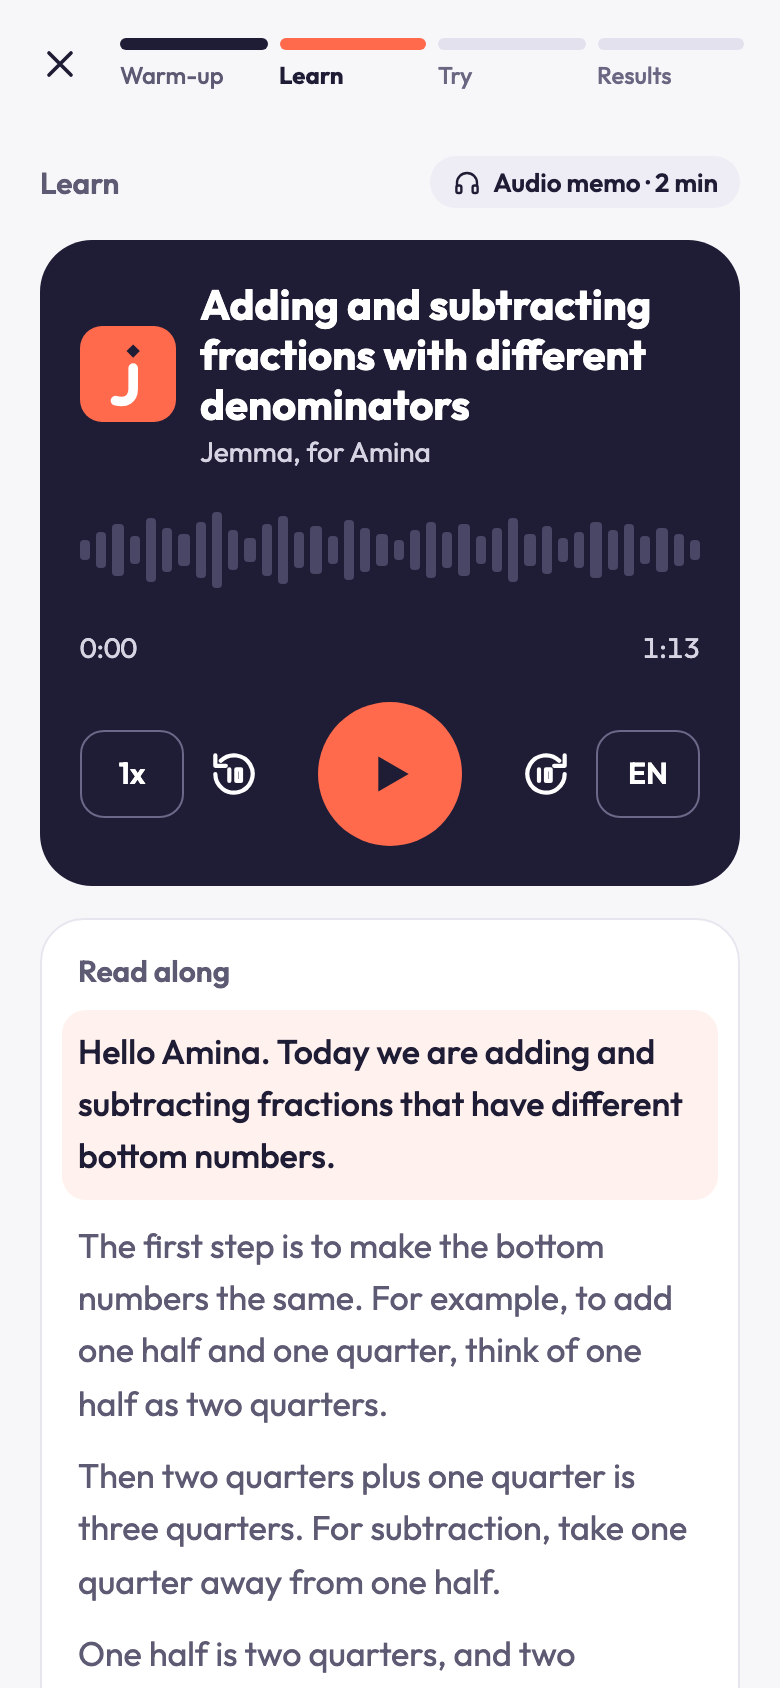 Warm-up
Learn
Try
Results
Learn
Audio memo · 2 min
Adding and subtracting
fractions with different
denominators
Jemma, for Amina
0:00
1:13
1x
10
10
EN
Read along
Hello Amina. Today we are adding and
subtracting fractions that have different
bottom numbers.
The first step is to make the bottom
numbers the same. For example, to add
one half and one quarter, think of one
half as two quarters.
Then two quarters plus one quarter is
three quarters. For subtraction, take one
quarter away from one half.
One half is two quarters, and two